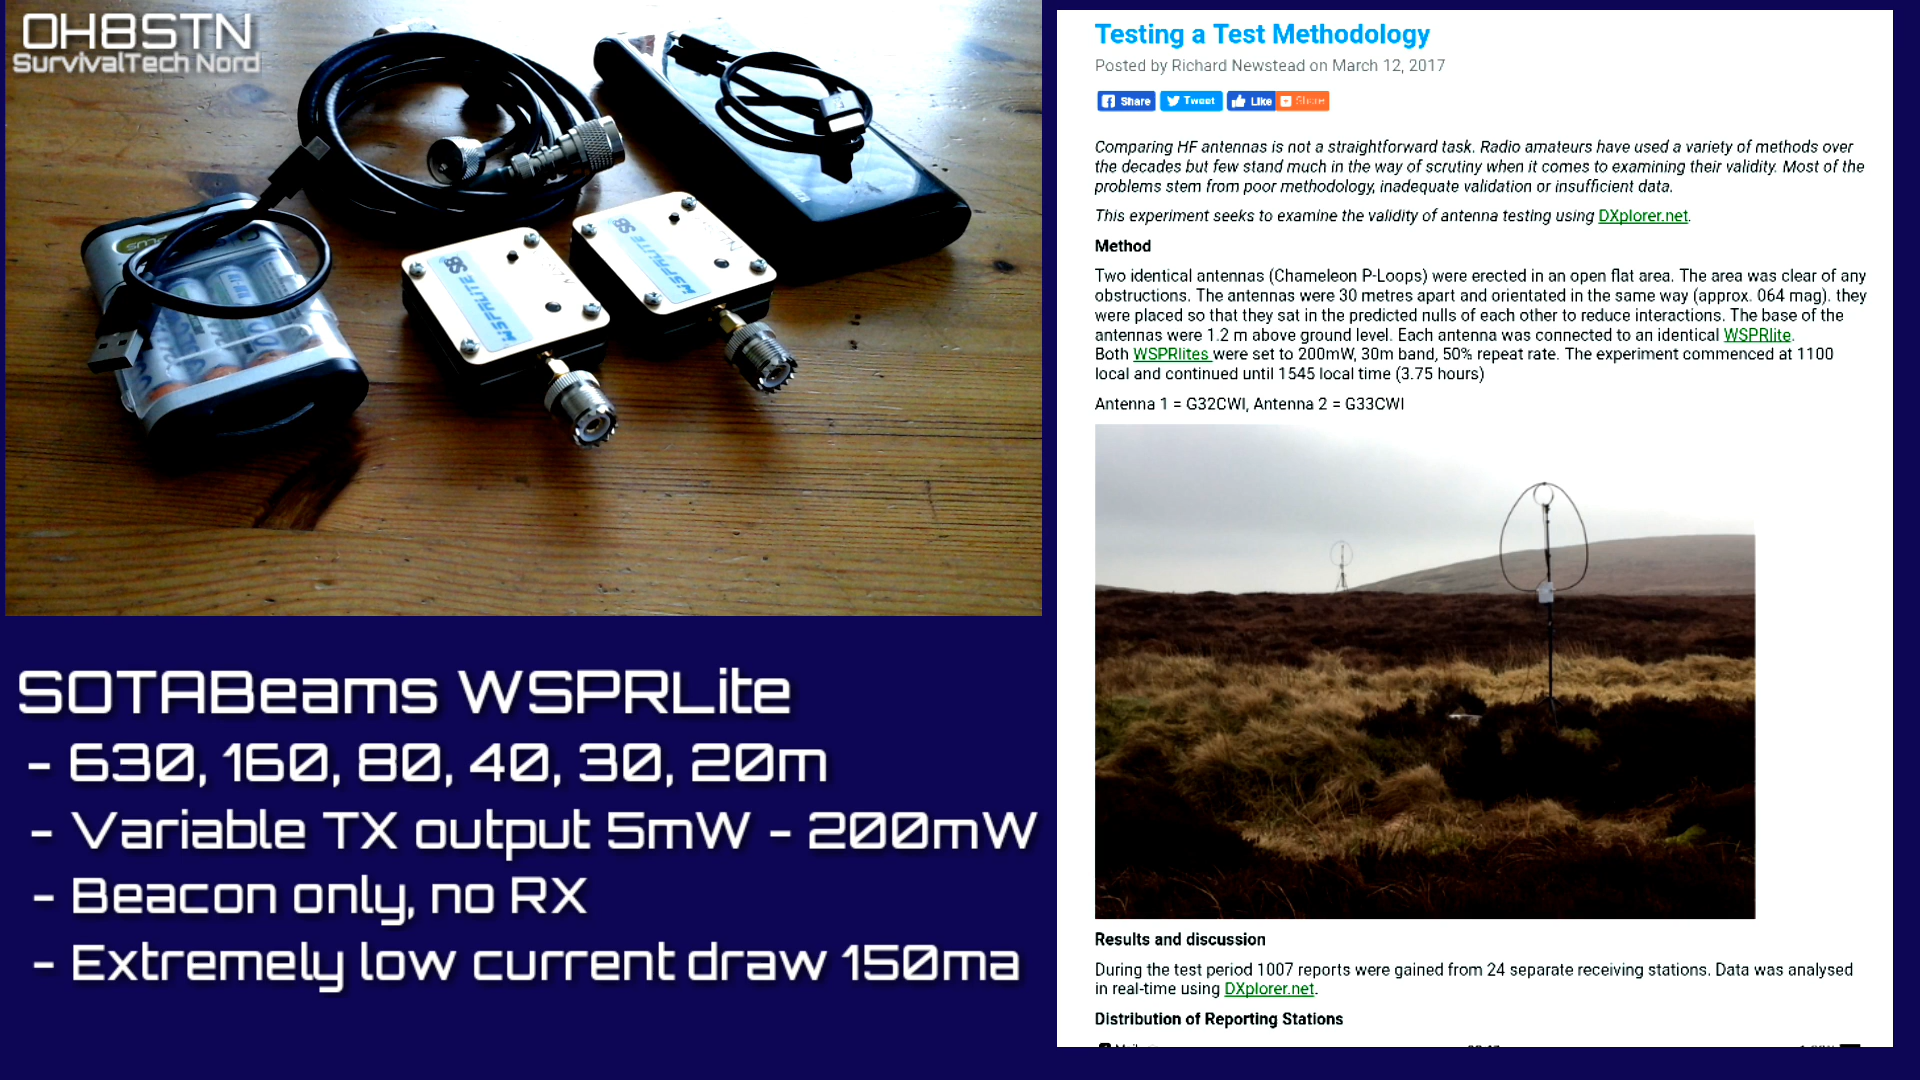 OH8STN
SurvivalTech Nord
WSPRLITE
WSPRLITE
SOTABeams WSPRLite
- 630, 160, 80, 40, 30, 20m
- Variable TX output 5mW - 200mW
- Beacon only, no RX
- Extremely low current draw 150ma
Testing a Test Methodology
Posted by Richard Newstead on March 12, 2017
Share Tweet Like Share
Comparing HF antennas is not a straightforward task. Radio amateurs have used a variety of methods over
the decades but few stand much in the way of scrutiny when it comes to examining their validity. Most of the
problems stem from poor methodology, inadequate validation or insufficient data.
This experiment seeks to examine the validity of antenna testing using DXplorer.net.
Method
Two identical antennas (Chameleon P-Loops) were erected in an open flat area. The area was clear of any
obstructions. The antennas were 30 metres apart and orientated in the same way (approx. 064 mag). they
were placed so that they sat in the predicted nulls of each other to reduce interactions. The base of the
antennas were 1.2 m above ground level. Each antenna was connected to an identical WSPRlite.
Both WSPRlites were set to 200mW, 30m band, 50% repeat rate. The experiment commenced at 1100
local and continued until 1545 local time (3.75 hours)
Antenna 1 = G32CWI, Antenna 2 = G33CWI
Results and discussion
During the test period 1007 reports were gained from 24 separate receiving stations. Data was analysed
in real-time using DXplorer.net.
Distribution of Reporting Stations